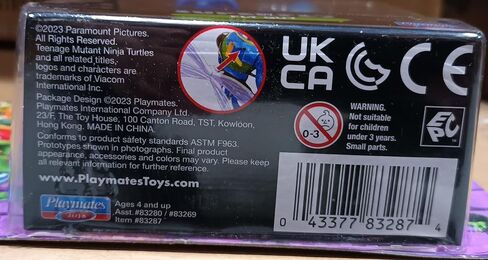 ©2023 Paramount Pictures.
All Rights Reserved.
Teenage Mutant Ninja Turtles
and all related titles,
logos and characters are
trademarks of Viacom
International Inc.
Package Design ©2023 Playmates.
Playmates International Company Ltd.
23/F, The Toy House, 100 Canton Road, TST, Kowloon,
Hong Kong. MADE IN CHINA.
Conforms to product safety standards ASTM F963.
Prototypes shown in photographs. Final product
appearance, accessories and colors may vary. Please keep
all relevant information for further reference.
www.PlaymatesToys.com
Playmates
toys
Ages 4 and up
Asst. #83280 / #83269
Item #83287
UK
CA
CE
0-3
WARNING.
Not suitable
for children
under 3 years.
Small parts.
EPC
0 43377 83287 4